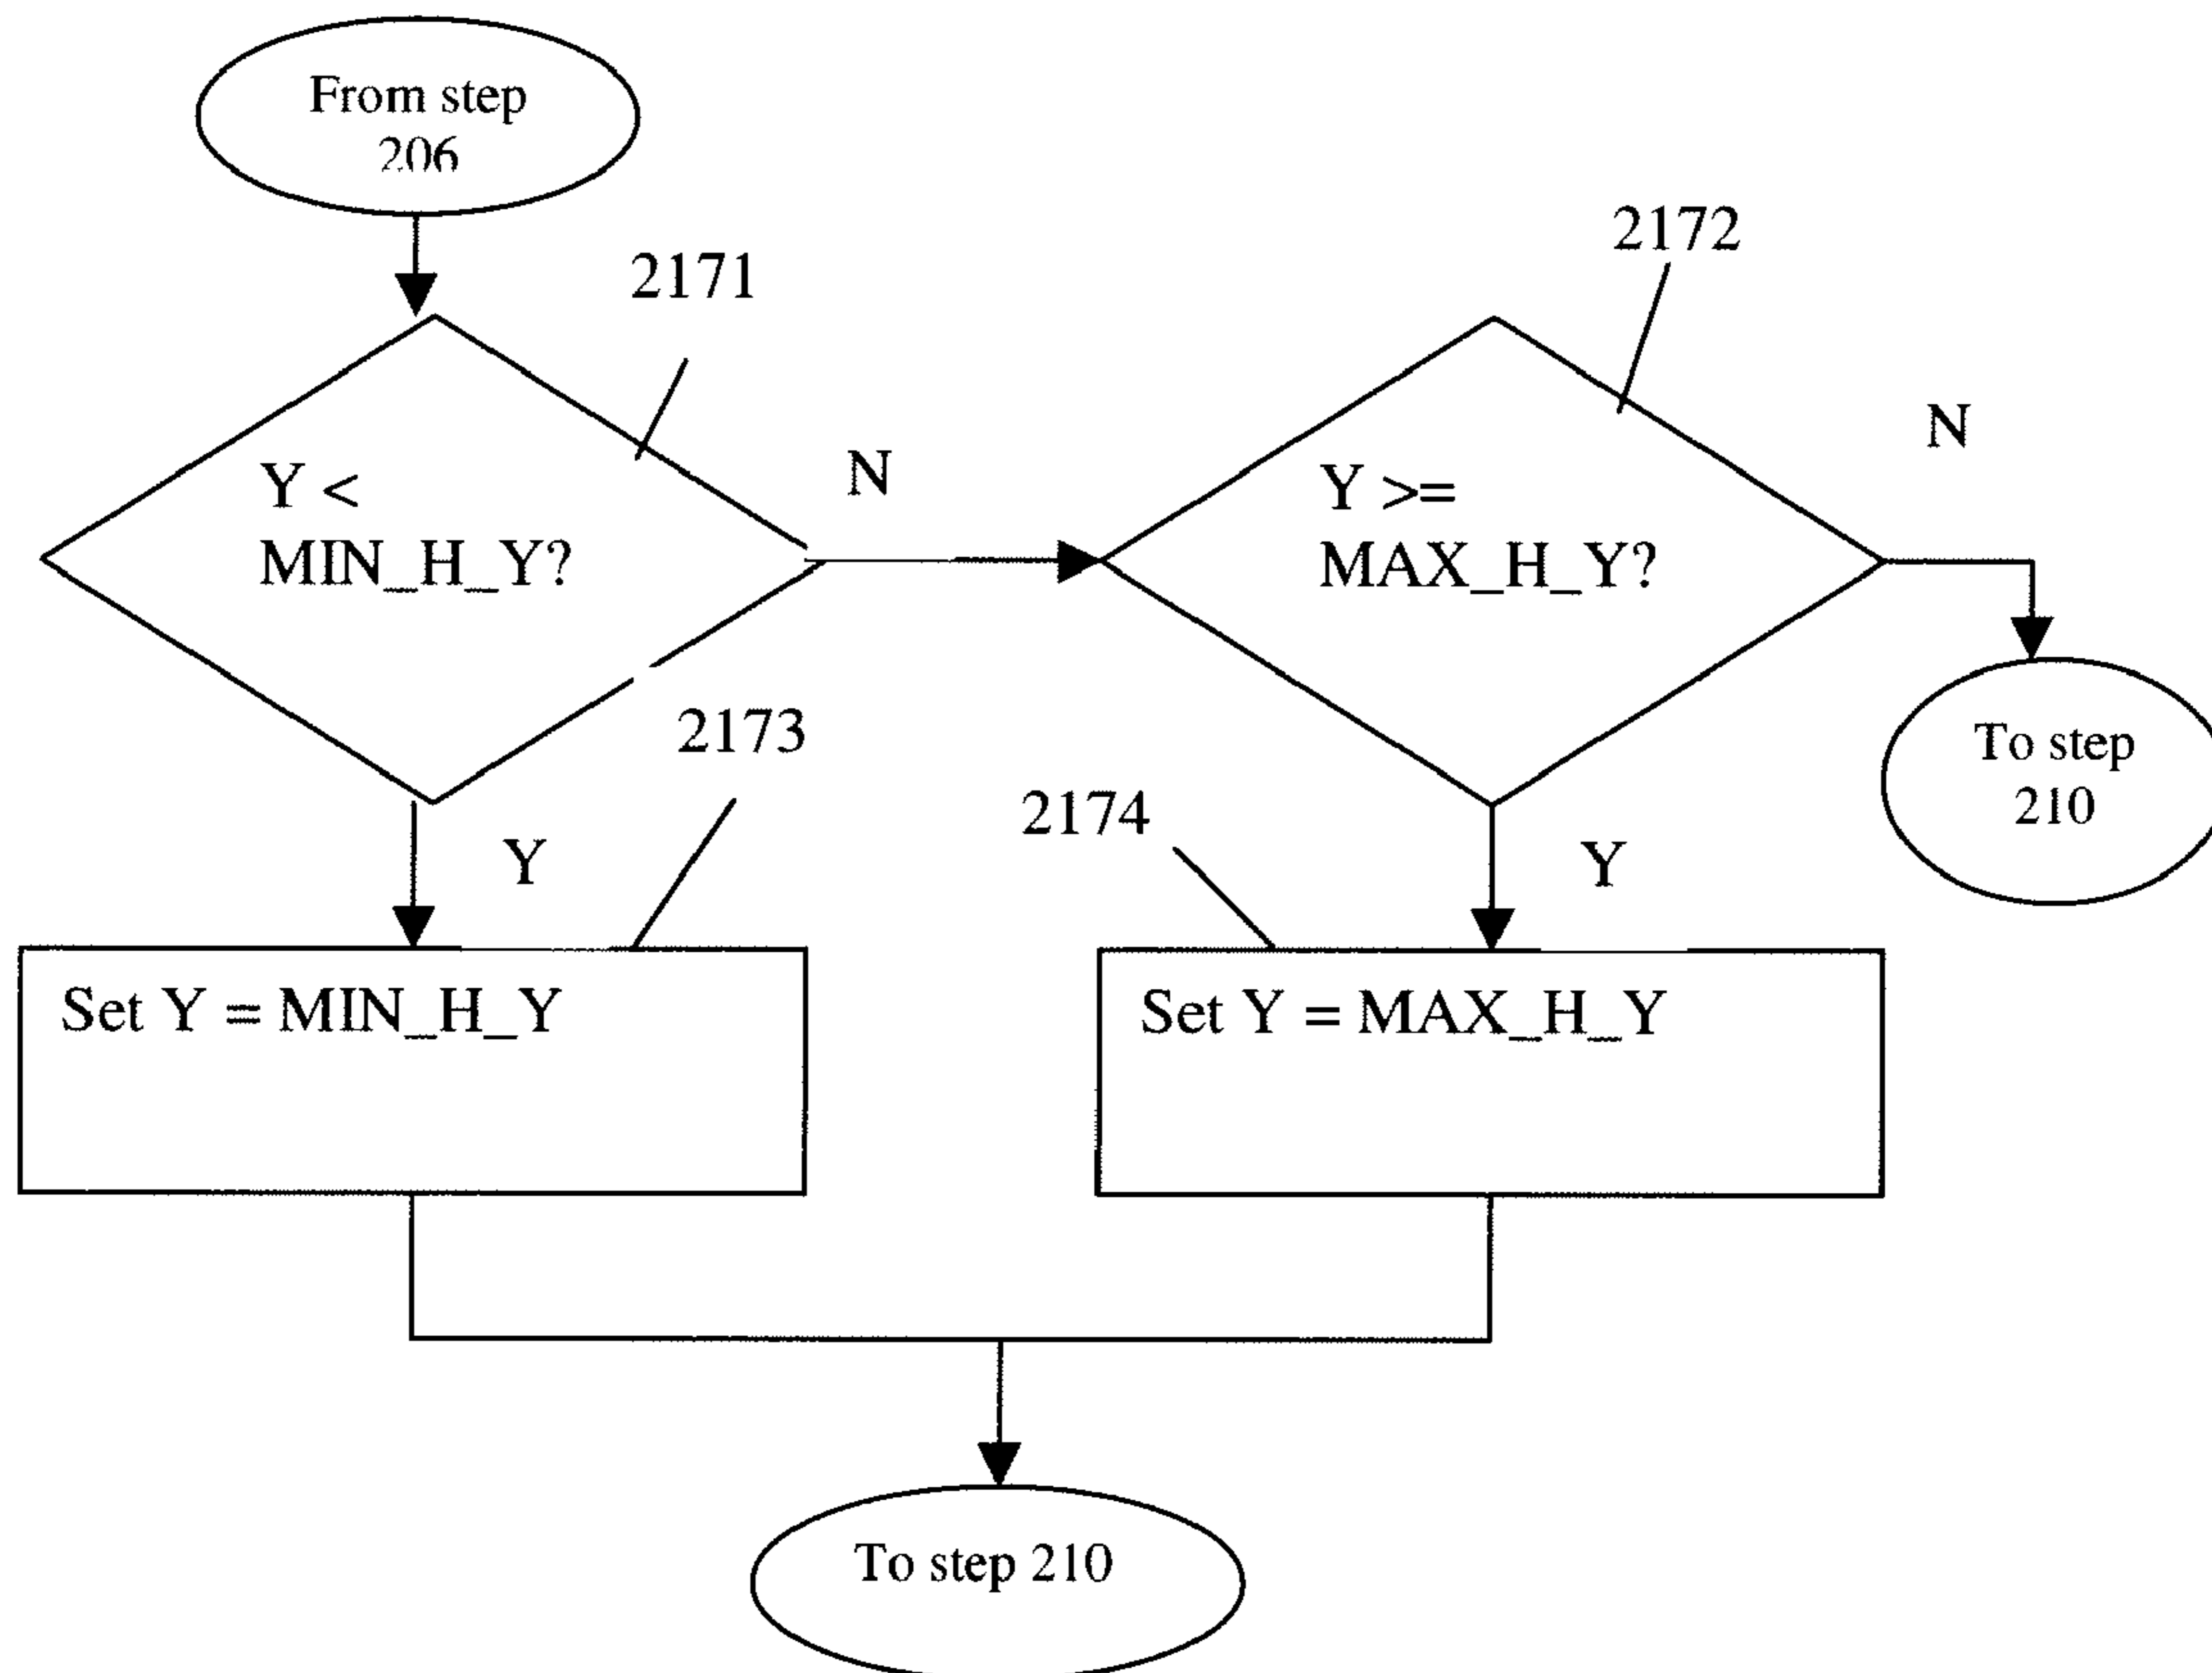 From step
206
2171
2172
Y <
MIN_H_Y?
N
Y >=
MAX_H_Y?
N
To step
210
2173
2174
Y
Y
Set Y = MIN_H_Y
Set Y = MAX_H_Y
To step 210